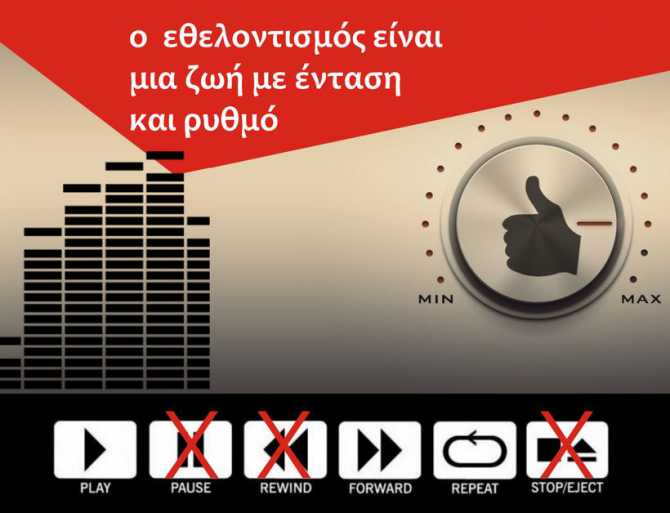 ο εθελοντισμός είναι
μια ζωή με ένταση
και ρυθμό
MIN MAX
PLAY PAUSE REWIND FORWARD REPEAT STOP/EJECT